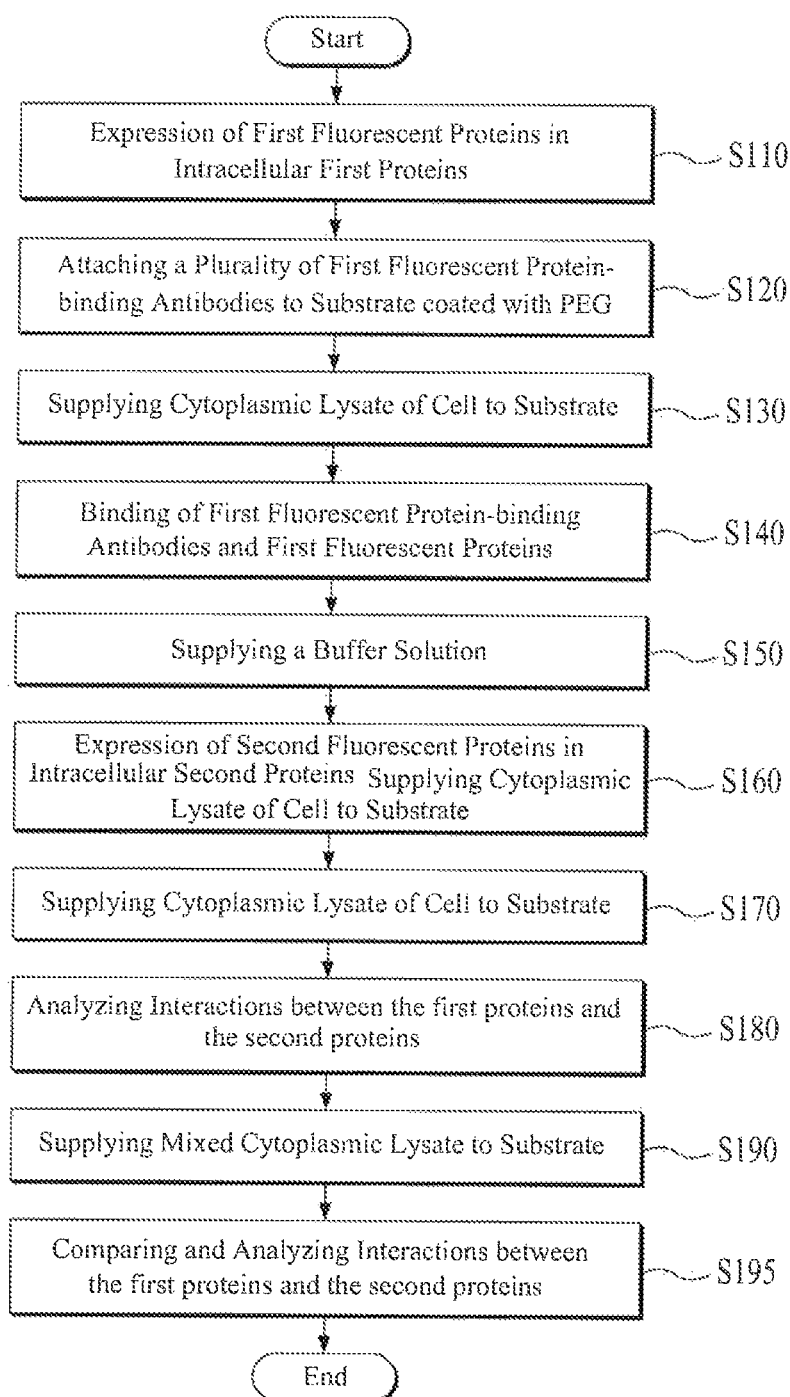 Start
Expression of First Fluorescent Proteins in
Intracellular First Proteins
S110
Attaching a Plurality of First Fluorescent Protein-
binding Antibodies to Substrate coated with PEG
S120
Supplying Cytoplasmic Lysate of Cell to Substrate
S130
Binding of First Fluorescent Protein-binding
Antibodies and First Fluorescent Proteins
S140
Supplying a Buffer Solution
S150
Expression of Second Fluorescent Proteins in
Intracellular Second Proteins Supplying Cytoplasmic
Lysate of Cell to Substrate
S160
Supplying Cytoplasmic Lysate of Cell to Substrate
S170
Analyzing Interactions between the first proteins and
the second proteins
S180
Supplying Mixed Cytoplasmic Lysate to Substrate
S190
Comparing and Analyzing Interactions between
the first proteins and the second proteins
S195
End